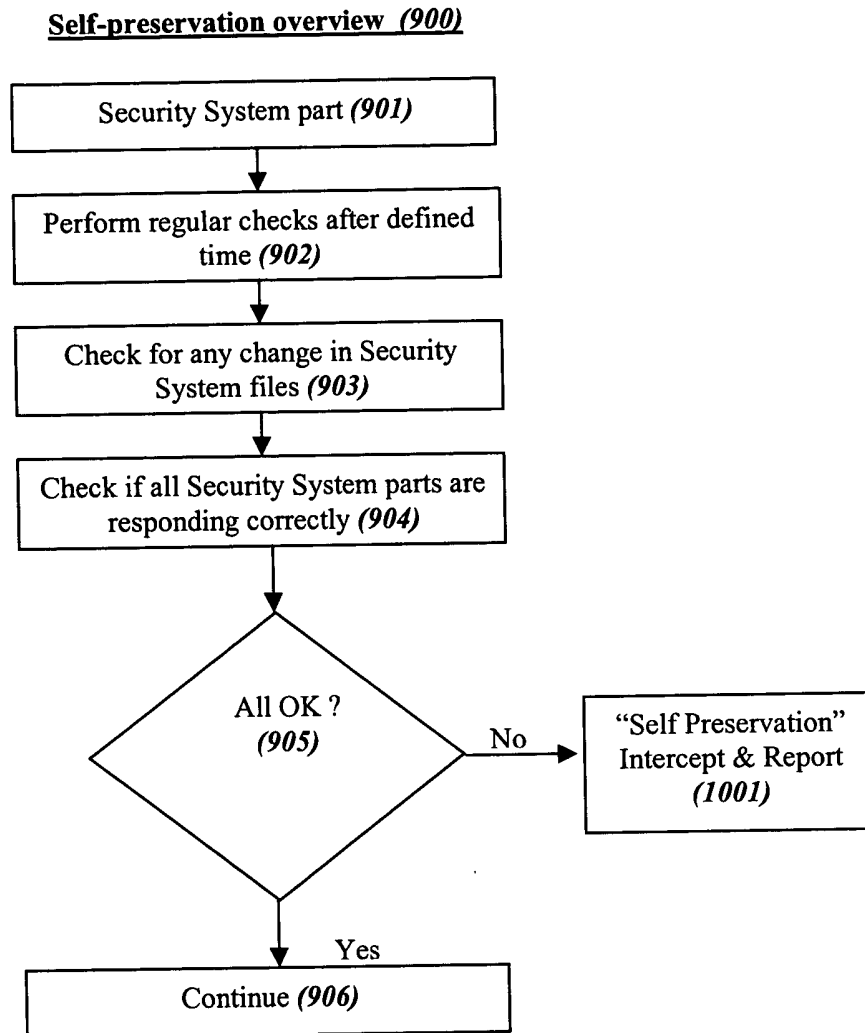 Self-preservation overview (900)
Security System part (901)
Perform regular checks after defined
time (902)
Check for any change in Security
System files (903)
Check if all Security System parts are
responding correctly (904)
All OK ?
(905)
No
“Self Preservation”
Intercept & Report
(1001)
Yes
Continue (906)